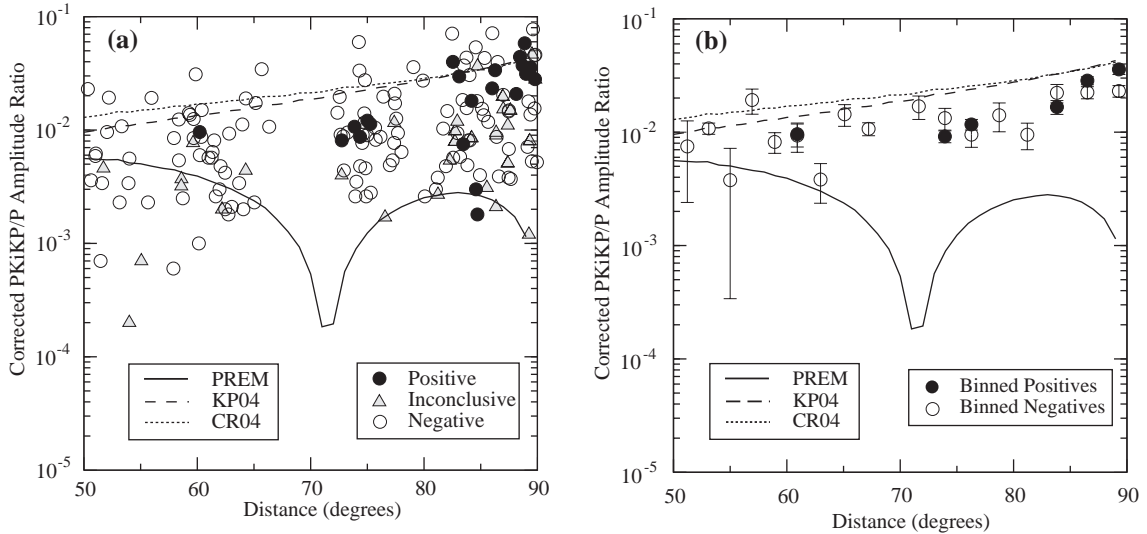 (a)
Corrected PKiKP/P Amplitude Ratio
10^-1
10^-2
10^-3
10^-4
10^-5
PREM
KP04
CR04
Positive
Inconclusive
Negative
50 60 70 80 90
Distance (degrees)
(b)
Corrected PKiKP/P Amplitude Ratio
10^-1
10^-2
10^-3
10^-4
10^-5
PREM
KP04
CR04
Binned Positives
Binned Negatives
50 60 70 80 90
Distance (degrees)